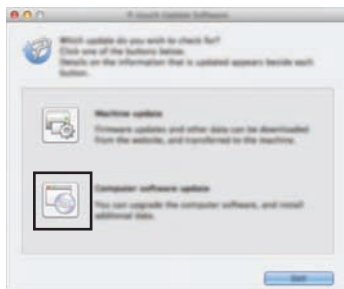 P-touch Update Software
Which update do you wish to check for?
Click one of the buttons below.
Details on the information that is updated appears beside each
button.
Machine update
Firmware updates and other data can be downloaded
from the website, and transferred to the machine.
Computer software update
You can upgrade the computer software, and install
additional data.